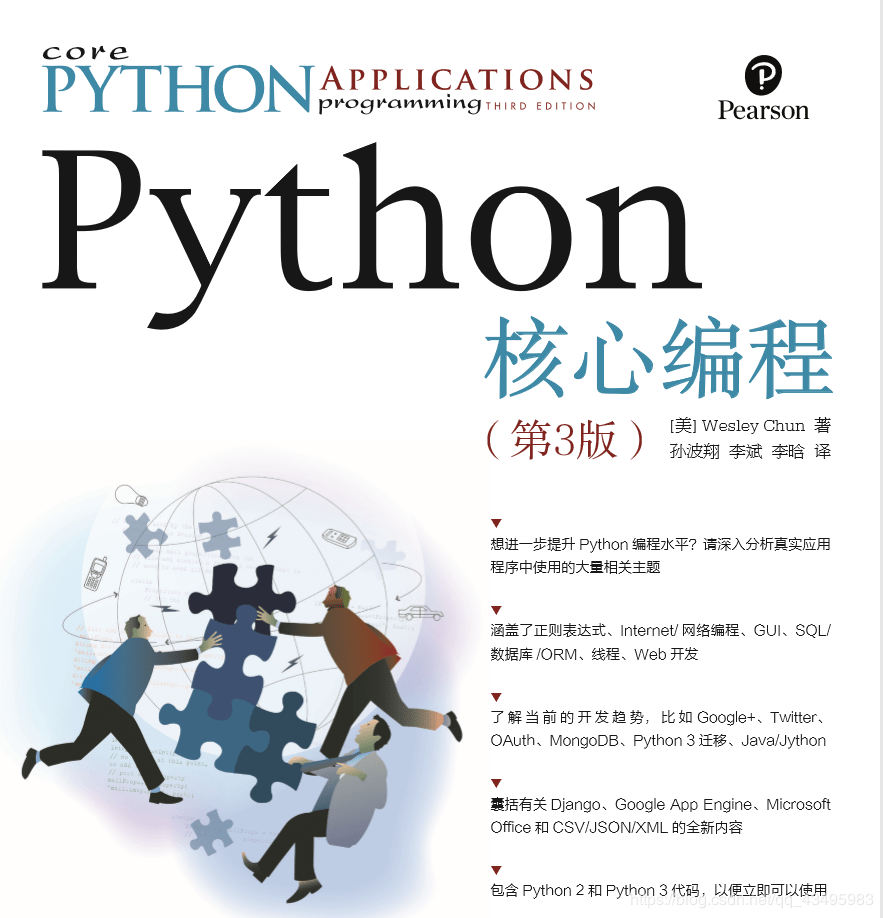 core
PYTHON APPLICATIONS
programming THIRD EDITION
Pearson
Python
核心编程
（第3版）
[美] Wesley Chun 著
孙波翔 李斌 李晗 译
想进一步提升 Python 编程水平？请深入分析真实应用
程序中使用的大量相关主题
涵盖了正则表达式、Internet/ 网络编程、GUI、SQL/
数据库 /ORM、线程、Web 开发
了解当前的开发趋势，比如 Google+、Twitter、
OAuth、MongoDB、Python 3 迁移、Java/Jython
囊括有关 Django、Google App Engine、Microsoft
Office 和 CSV/JSON/XML 的全新内容
包含 Python 2 和 Python 3 代码，以便立即可以使用
https://blog.csdn.net/qq_43495983